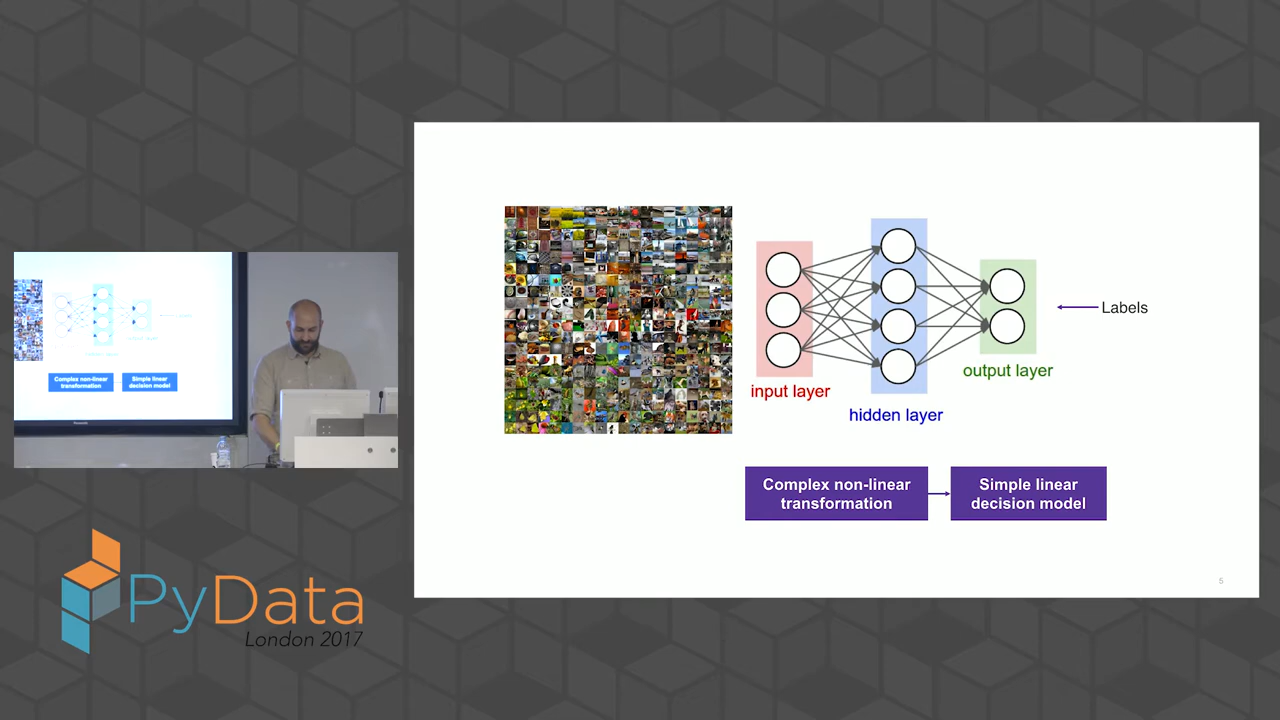 Labels
input layer
hidden layer
output layer
Complex non-linear
transformation
Simple linear
decision model
5
Complex non-linear
transformation
Simple linear
decision model
PyData
London 2017